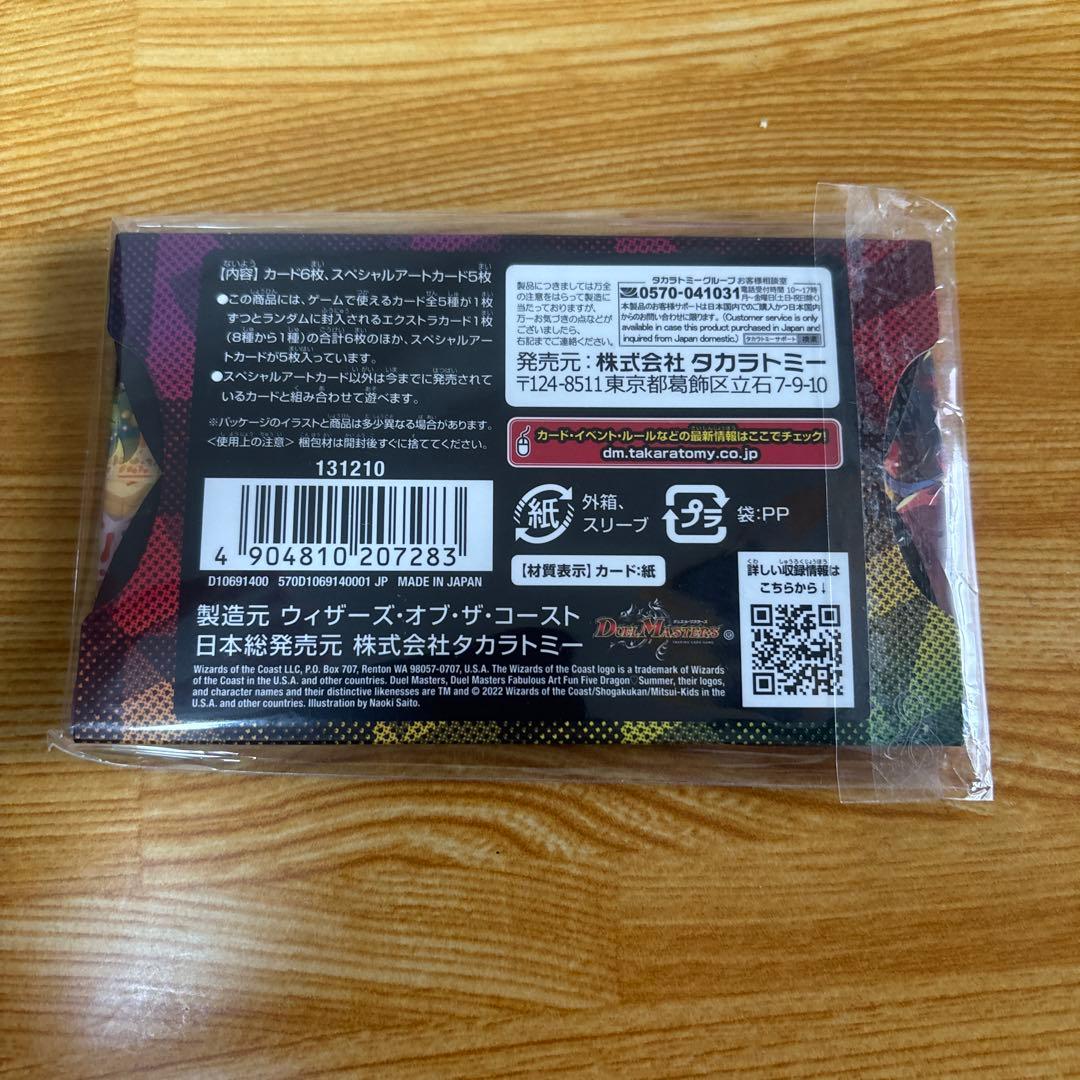 【内容】カード6枚、スペシャルアートカード5枚
●この商品には、ゲームで使えるカード全5種が1枚
ずつとランダムに封入されるエクストラカード1枚
(8種から1種)の合計6枚のほか、スペシャルアー
トカードが5枚入っています。
●スペシャルアートカード以外は今までに発売されて
いるカードと組み合わせて遊べます。
※パッケージのイラストと商品は多少異なる場合があります。
<使用上の注意> 梱包材は開封後すぐに捨ててください。
131210
4 904810 207283
D10691400 570D1069140001 JP MADE IN JAPAN
製造元 ウィザーズ・オブ・ザ・コースト
日本総発売元 株式会社タカラトミー
Wizards of the Coast LLC, P.O. Box 707, Renton WA 98057-0707, U.S.A. The Wizards of the Coast logo is a trademark of Wizards
of the Coast in the U.S.A. and other countries. Duel Masters, Duel Masters Fabulous Art Fun Five Dragon♡Summer, their logos,
and character names and their distinctive likenesses are TM and © 2022 Wizards of the Coast/Shogakukan/Mitsui-Kids in the
U.S.A. and other countries. Illustration by Naoki Saito.
製品につきましては万全
の注意をはらって製造に
当たっておりますが、
万一お気づきの点などが
ございましたら、
右記までご連絡ください。
タカラトミーグループ お客様相談室
0570-041031 電話受付時間 10〜17時
月〜金曜日(土・日・祝日除く)
本製品のお客様サポートは日本国内でのご購入かつ日本国内
からのお問い合わせに限ります。(Customer service is only
available in case this product purchased in Japan and
inquired from Japan domestic.) タカラトミーサポート 検索
発売元:株式会社 タカラトミー
〒124-8511 東京都葛飾区立石7-9-10
カード・イベント・ルールなどの最新情報はここでチェック!
dm.takaratomy.co.jp
紙 外箱、
スリーブ
プラ 袋:PP
【材質表示】カード:紙
DUEL MASTERS
詳しい収録情報は
こちらから↓